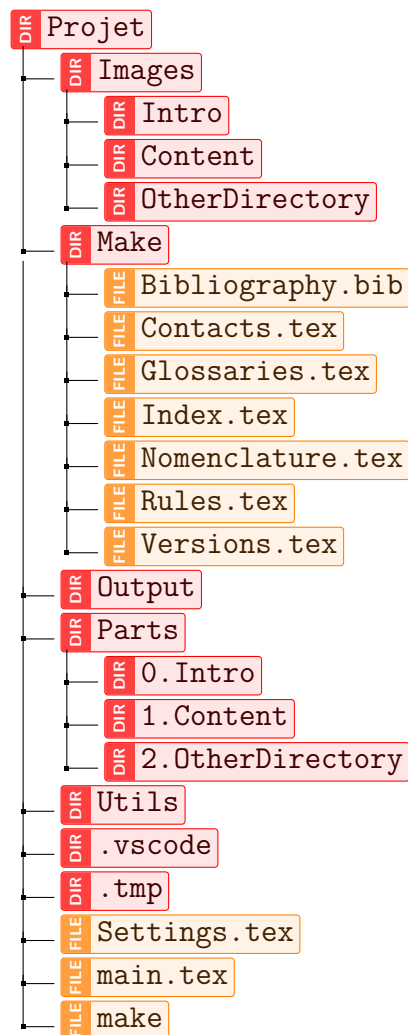 DIR Projet
DIR Images
DIR Intro
DIR Content
DIR OtherDirectory
DIR Make
FILE Bibliography.bib
FILE Contacts.tex
FILE Glossaries.tex
FILE Index.tex
FILE Nomenclature.tex
FILE Rules.tex
FILE Versions.tex
DIR Output
DIR Parts
DIR 0.Intro
DIR 1.Content
DIR 2.OtherDirectory
DIR Utils
DIR .vscode
DIR .tmp
FILE Settings.tex
FILE main.tex
FILE make